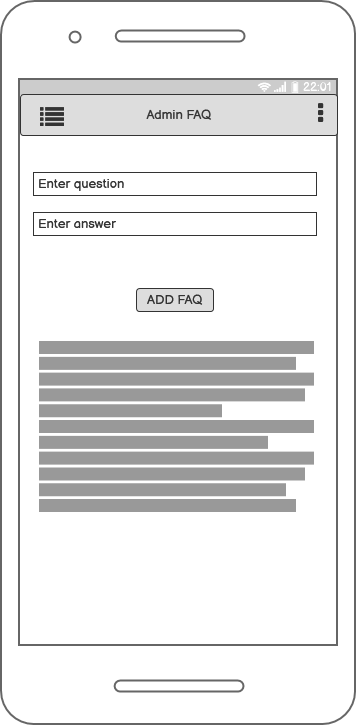 22:01
Admin FAQ
Enter question
Enter answer
ADD FAQ